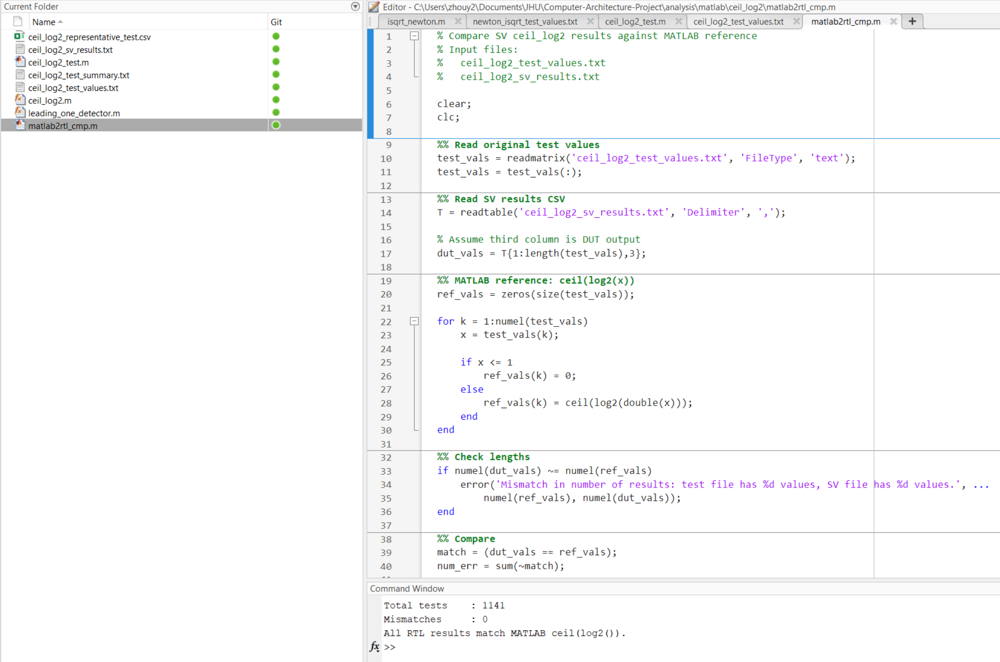 Current Folder
Name
Git
ceil_log2_representative_test.csv
ceil_log2_sv_results.txt
ceil_log2_test.m
ceil_log2_test_summary.txt
ceil_log2_test_values.txt
ceil_log2.m
leading_one_detector.m
matlab2rtl_cmp.m
Editor - C:\Users\zhouy2\Documents\JHU\Computer-Architecture-Project\analysis\matlab\ceil_log2\matlab2rtl_cmp.m
isqrt_newton.m newton_isqrt_test_values.txt ceil_log2_test.m ceil_log2_test_values.txt matlab2rtl_cmp.m +
1 % Compare SV ceil_log2 results against MATLAB reference
2 % Input files:
3 %   ceil_log2_test_values.txt
4 %   ceil_log2_sv_results.txt
5
6 clear;
7 clc;
8
9 %% Read original test values
10 test_vals = readmatrix('ceil_log2_test_values.txt', 'FileType', 'text');
11 test_vals = test_vals(:);
12
13 %% Read SV results CSV
14 T = readtable('ceil_log2_sv_results.txt', 'Delimiter', ',');
15
16 % Assume third column is DUT output
17 dut_vals = T{1:length(test_vals),3};
18
19 %% MATLAB reference: ceil(log2(x))
20 ref_vals = zeros(size(test_vals));
21
22 for k = 1:numel(test_vals)
23     x = test_vals(k);
24
25     if x <= 1
26         ref_vals(k) = 0;
27     else
28         ref_vals(k) = ceil(log2(double(x)));
29     end
30 end
31
32 %% Check lengths
33 if numel(dut_vals) ~= numel(ref_vals)
34     error('Mismatch in number of results: test file has %d values, SV file has %d values.', ...
35         numel(ref_vals), numel(dut_vals));
36 end
37
38 %% Compare
39 match = (dut_vals == ref_vals);
40 num_err = sum(~match);
Command Window
Total tests    : 1141
Mismatches     : 0
All RTL results match MATLAB ceil(log2()).
fx >>